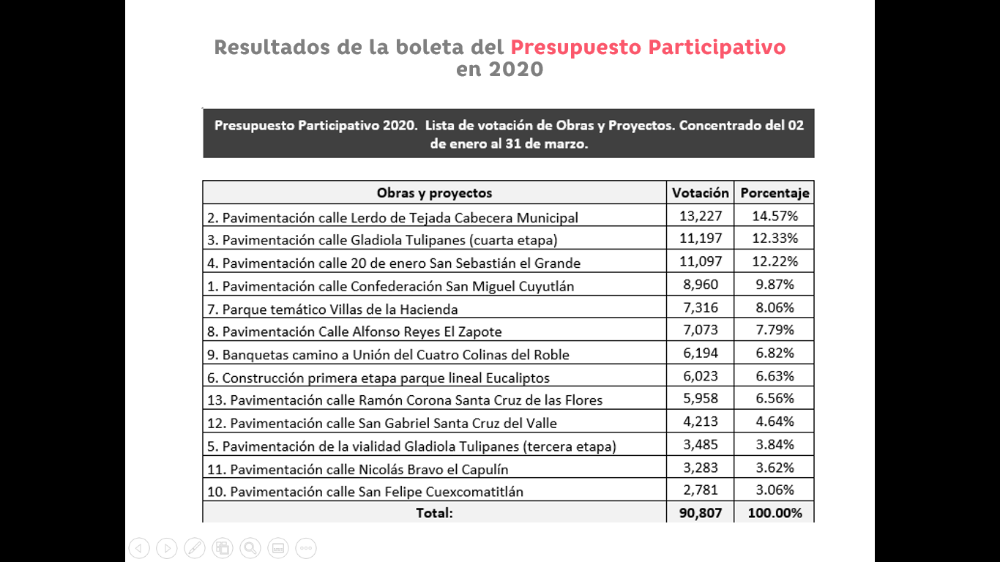 Resultados de la boleta del Presupuesto Participativo
en 2020
Presupuesto Participativo 2020.  Lista de votación de Obras y Proyectos. Concentrado del 02
de enero al 31 de marzo.
Obras y proyectos Votación Porcentaje
2. Pavimentación calle Lerdo de Tejada Cabecera Municipal 13,227 14.57%
3. Pavimentación calle Gladiola Tulipanes (cuarta etapa) 11,197 12.33%
4. Pavimentación calle 20 de enero San Sebastián el Grande 11,097 12.22%
1. Pavimentación calle Confederación San Miguel Cuyutlán 8,960 9.87%
7. Parque temático Villas de la Hacienda 7,316 8.06%
8. Pavimentación Calle Alfonso Reyes El Zapote 7,073 7.79%
9. Banquetas camino a Unión del Cuatro Colinas del Roble 6,194 6.82%
6. Construcción primera etapa parque lineal Eucaliptos 6,023 6.63%
13. Pavimentación calle Ramón Corona Santa Cruz de las Flores 5,958 6.56%
12. Pavimentación calle San Gabriel Santa Cruz del Valle 4,213 4.64%
5. Pavimentación de la vialidad Gladiola Tulipanes (tercera etapa) 3,485 3.84%
11. Pavimentación calle Nicolás Bravo el Capulín 3,283 3.62%
10. Pavimentación calle San Felipe Cuexcomatitlán 2,781 3.06%
Total: 90,807 100.00%